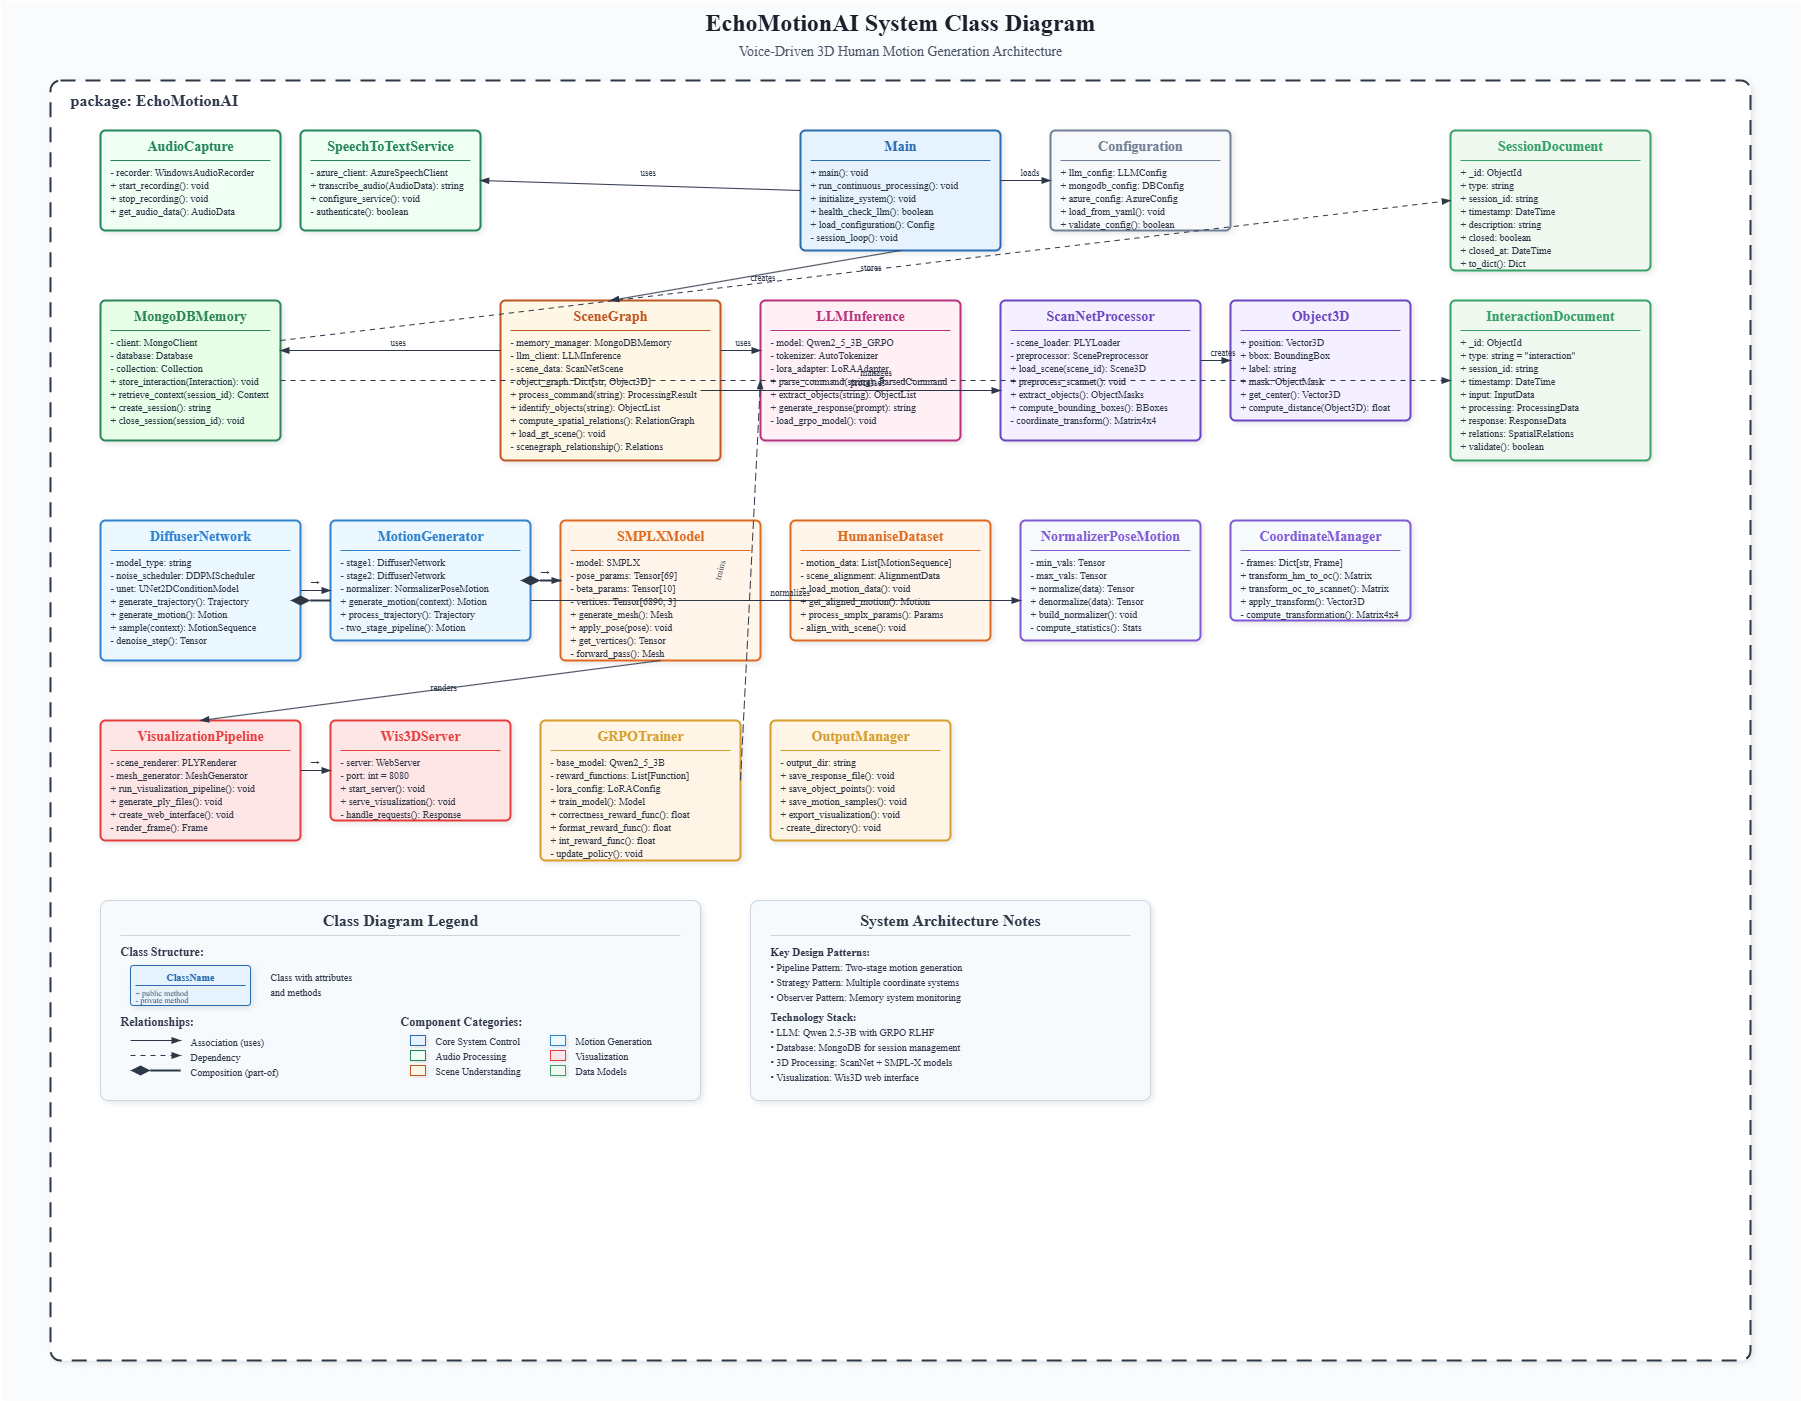 EchoMotionAI System Class Diagram
Voice-Driven 3D Human Motion Generation Architecture
package: EchoMotionAI
AudioCapture
- recorder: WindowsAudioRecorder
+ start_recording(): void
+ stop_recording(): void
+ get_audio_data(): AudioData
SpeechToTextService
- azure_client: AzureSpeechClient
+ transcribe_audio(AudioData): string
+ configure_service(): void
- authenticate(): boolean
uses
Main
+ main(): void
+ run_continuous_processing(): void
+ initialize_system(): void
+ health_check_llm(): boolean
+ load_configuration(): Config
- session_loop(): void
loads
Configuration
+ llm_config: LLMConfig
+ mongodb_config: DBConfig
+ azure_config: AzureConfig
+ load_from_yaml(): void
+ validate_config(): boolean
SessionDocument
+ _id: ObjectId
+ type: string
+ session_id: string
+ timestamp: DateTime
+ description: string
+ closed: boolean
+ closed_at: DateTime
+ to_dict(): Dict
creates
stores
MongoDBMemory
- client: MongoClient
- database: Database
- collection: Collection
+ store_interaction(Interaction): void
+ retrieve_context(session_id): Context
+ create_session(): string
+ close_session(session_id): void
uses
SceneGraph
- memory_manager: MongoDBMemory
- llm_client: LLMInference
- scene_data: ScanNetScene
- object_graph: Dict[str, Object3D]
+ process_command(string): ProcessingResult
+ identify_objects(string): ObjectList
+ compute_spatial_relations(): RelationGraph
+ load_gt_scene(): void
- scenegraph_relationship(): Relations
uses
LLMInference
- model: Qwen2_5_3B_GRPO
- tokenizer: AutoTokenizer
- lora_adapter: LoRAAdapter
+ parse_command(string): ParsedCommand
+ extract_objects(string): ObjectList
+ generate_response(prompt): string
- load_grpo_model(): void
manages
processes
ScanNetProcessor
- scene_loader: PLYLoader
- preprocessor: ScenePreprocessor
+ load_scene(scene_id): Scene3D
+ preprocess_scannet(): void
+ extract_objects(): ObjectMasks
+ compute_bounding_boxes(): BBoxes
- coordinate_transform(): Matrix4x4
creates
Object3D
+ position: Vector3D
+ bbox: BoundingBox
+ label: string
+ mask: ObjectMask
+ get_center(): Vector3D
+ compute_distance(Object3D): float
InteractionDocument
+ _id: ObjectId
+ type: string = "interaction"
+ session_id: string
+ timestamp: DateTime
+ input: InputData
+ processing: ProcessingData
+ response: ResponseData
+ relations: SpatialRelations
+ validate(): boolean
DiffuserNetwork
- model_type: string
- noise_scheduler: DDPMScheduler
- unet: UNet2DConditionModel
+ generate_trajectory(): Trajectory
+ generate_motion(): Motion
+ sample(context): MotionSequence
- denoise_step(): Tensor
→
MotionGenerator
- stage1: DiffuserNetwork
- stage2: DiffuserNetwork
- normalizer: NormalizerPoseMotion
+ generate_motion(context): Motion
+ process_trajectory(): Trajectory
- two_stage_pipeline(): Motion
→
SMPLXModel
- model: SMPLX
- pose_params: Tensor[69]
- beta_params: Tensor[10]
- vertices: Tensor[6890, 3]
+ generate_mesh(): Mesh
+ apply_pose(pose): void
+ get_vertices(): Tensor
- forward_pass(): Mesh
trains
HumaniseDataset
- motion_data: List[MotionSequence]
- scene_alignment: AlignmentData
+ load_motion_data(): void
+ get_aligned_motion(): Motion
+ process_smplx_params(): Params
- align_with_scene(): void
normalizes
NormalizerPoseMotion
- min_vals: Tensor
- max_vals: Tensor
+ normalize(data): Tensor
+ denormalize(data): Tensor
+ build_normalizer(): void
- compute_statistics(): Stats
CoordinateManager
- frames: Dict[str, Frame]
+ transform_hm_to_oc(): Matrix
+ transform_oc_to_scannet(): Matrix
+ apply_transform(): Vector3D
- compute_transformation(): Matrix4x4
renders
VisualizationPipeline
- scene_renderer: PLYRenderer
- mesh_generator: MeshGenerator
+ run_visualization_pipeline(): void
+ generate_ply_files(): void
+ create_web_interface(): void
- render_frame(): Frame
→
Wis3DServer
- server: WebServer
- port: int = 8080
+ start_server(): void
+ serve_visualization(): void
- handle_requests(): Response
GRPOTrainer
- base_model: Qwen2_5_3B
- reward_functions: List[Function]
- lora_config: LoRAConfig
+ train_model(): Model
+ correctness_reward_func(): float
+ format_reward_func(): float
+ int_reward_func(): float
- update_policy(): void
OutputManager
- output_dir: string
+ save_response_file(): void
+ save_object_points(): void
+ save_motion_samples(): void
+ export_visualization(): void
- create_directory(): void
Class Diagram Legend
Class Structure:
ClassName
+ public method
- private method
Class with attributes
and methods
Relationships:
Association (uses)
Dependency
Composition (part-of)
Component Categories:
Core System Control
Audio Processing
Scene Understanding
Motion Generation
Visualization
Data Models
System Architecture Notes
Key Design Patterns:
• Pipeline Pattern: Two-stage motion generation
• Strategy Pattern: Multiple coordinate systems
• Observer Pattern: Memory system monitoring
Technology Stack:
• LLM: Qwen 2.5-3B with GRPO RLHF
• Database: MongoDB for session management
• 3D Processing: ScanNet + SMPL-X models
• Visualization: Wis3D web interface